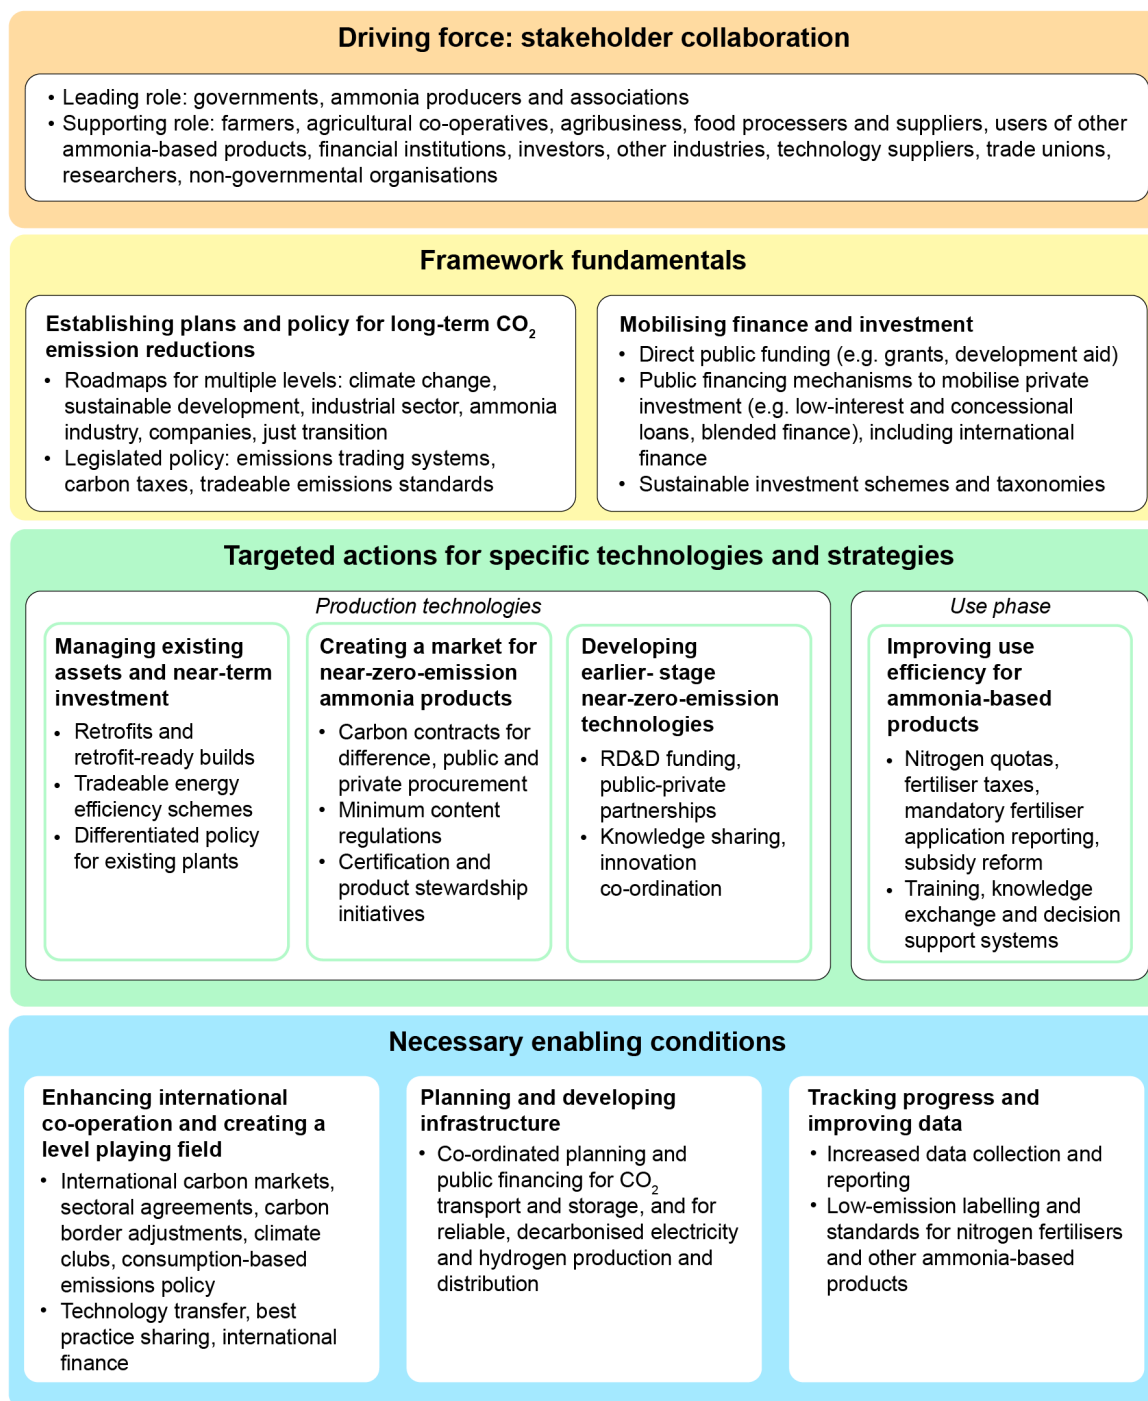 Driving force: stakeholder collaboration
• Leading role: governments, ammonia producers and associations
• Supporting role: farmers, agricultural co-operatives, agribusiness, food processers and suppliers, users of other
ammonia-based products, financial institutions, investors, other industries, technology suppliers, trade unions,
researchers, non-governmental organisations
Framework fundamentals
Establishing plans and policy for long-term CO₂
emission reductions
• Roadmaps for multiple levels: climate change,
sustainable development, industrial sector, ammonia
industry, companies, just transition
• Legislated policy: emissions trading systems,
carbon taxes, tradeable emissions standards
Mobilising finance and investment
• Direct public funding (e.g. grants, development aid)
• Public financing mechanisms to mobilise private
investment (e.g. low-interest and concessional
loans, blended finance), including international
finance
• Sustainable investment schemes and taxonomies
Targeted actions for specific technologies and strategies
Production technologies
Managing existing
assets and near-term
investment
• Retrofits and
retrofit-ready builds
• Tradeable energy
efficiency schemes
• Differentiated policy
for existing plants
Creating a market for
near-zero-emission
ammonia products
• Carbon contracts for
difference, public and
private procurement
• Minimum content
regulations
• Certification and
product stewardship
initiatives
Developing
earlier- stage
near-zero-emission
technologies
• RD&D funding,
public-private
partnerships
• Knowledge sharing,
innovation
co-ordination
Use phase
Improving use
efficiency for
ammonia-based
products
• Nitrogen quotas,
fertiliser taxes,
mandatory fertiliser
application reporting,
subsidy reform
• Training, knowledge
exchange and decision
support systems
Necessary enabling conditions
Enhancing international
co-operation and creating a
level playing field
• International carbon markets,
sectoral agreements, carbon
border adjustments, climate
clubs, consumption-based
emissions policy
• Technology transfer, best
practice sharing, international
finance
Planning and developing
infrastructure
• Co-ordinated planning and
public financing for CO₂
transport and storage, and for
reliable, decarbonised electricity
and hydrogen production and
distribution
Tracking progress and
improving data
• Increased data collection and
reporting
• Low-emission labelling and
standards for nitrogen fertilisers
and other ammonia-based
products